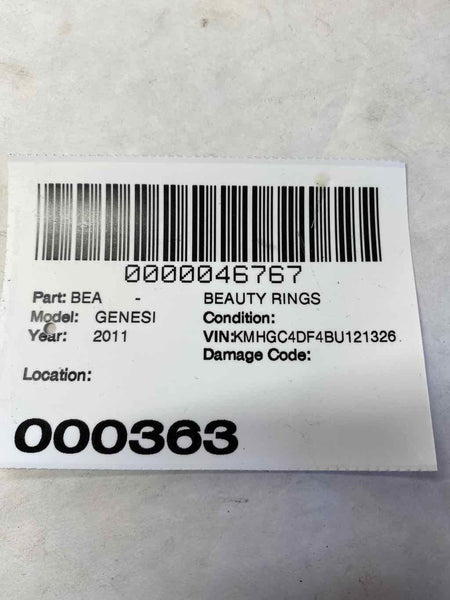 0000046767
Part: BEA - BEAUTY RINGS
Model: GENESI Condition:
Year: 2011 VIN:KMHGC4DF4BU121326
Damage Code:
Location:
000363